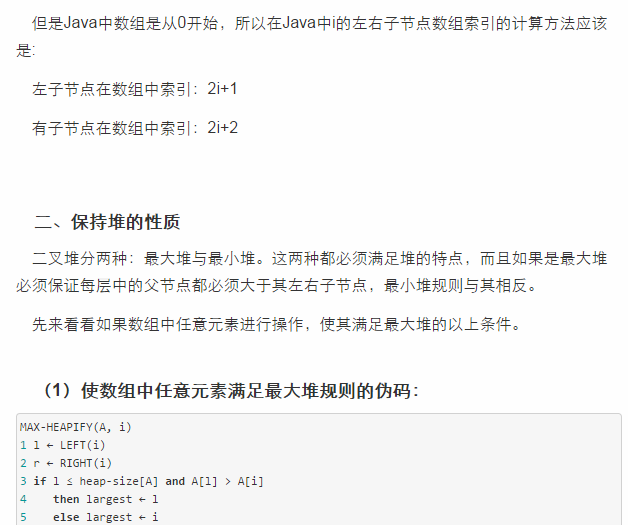 但是Java中数组是从0开始，所以在Java中i的左右子节点数组索引的计算方法应该
是:
左子节点在数组中索引：2i+1
有子节点在数组中索引：2i+2
二、保持堆的性质
二叉堆分两种：最大堆与最小堆。这两种都必须满足堆的特点，而且如果是最大堆
必须保证每层中的父节点都必须大于其左右子节点，最小堆规则与其相反。
先来看看如果数组中任意元素进行操作，使其满足最大堆的以上条件。
（1）使数组中任意元素满足最大堆规则的伪码：
MAX-HEAPIFY(A, i)
1 l ← LEFT(i)
2 r ← RIGHT(i)
3 if l ≤ heap-size[A] and A[l] > A[i]
4 then largest ← l
5 else largest ← i